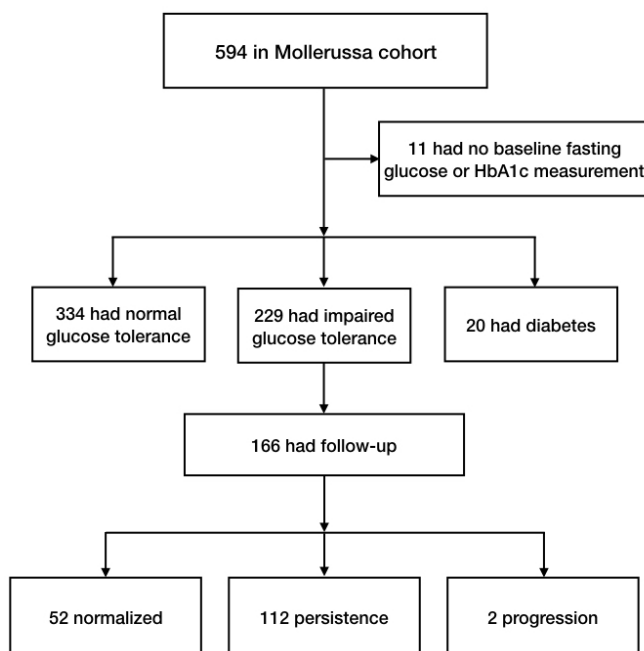 594 in Mollerussa cohort
11 had no baseline fasting
glucose or HbA1c measurement
334 had normal
glucose tolerance
229 had impaired
glucose tolerance
20 had diabetes
166 had follow-up
52 normalized
112 persistence
2 progression